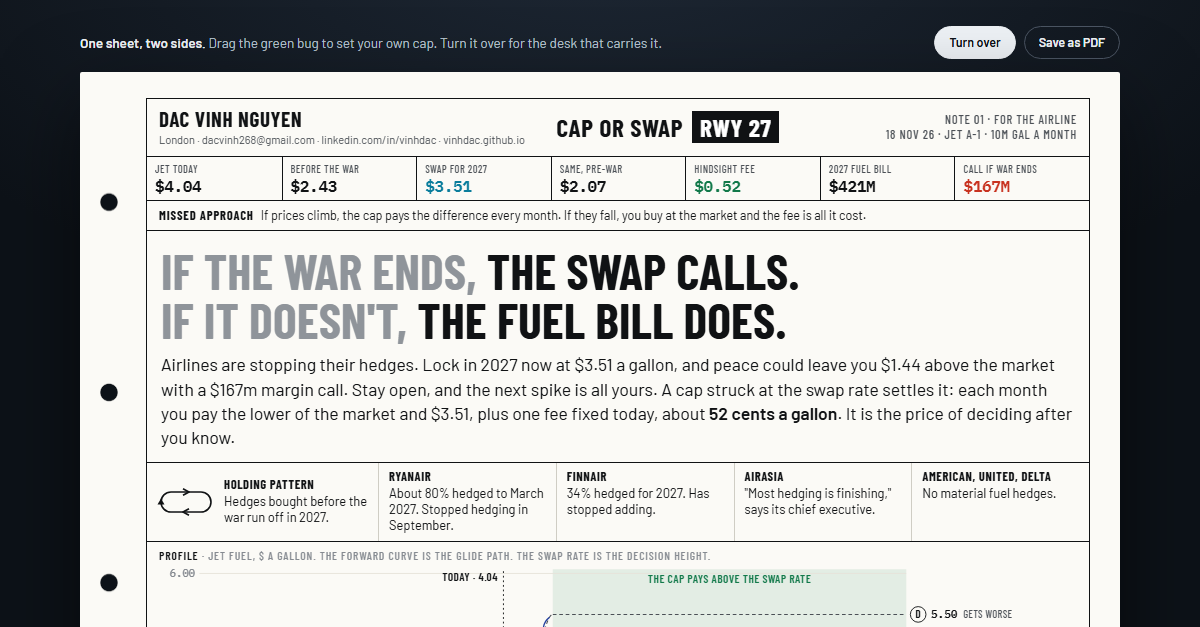 One sheet, two sides. Drag the green bug to set your own cap. Turn it over for the desk that carries it.
Turn over
Save as PDF
DAC VINH NGUYEN
London · dacvinh268@gmail.com · linkedin.com/in/vinhdac · vinhdac.github.io
CAP OR SWAP RWY 27
NOTE 01 · FOR THE AIRLINE
18 NOV 26 · JET A-1 · 10M GAL A MONTH
JET TODAY
$4.04
BEFORE THE WAR
$2.43
SWAP FOR 2027
$3.51
SAME, PRE-WAR
$2.07
HINDSIGHT FEE
$0.52
2027 FUEL BILL
$421M
CALL IF WAR ENDS
$167M
MISSED APPROACH If prices climb, the cap pays the difference every month. If they fall, you buy at the market and the fee is all it cost.
IF THE WAR ENDS, THE SWAP CALLS.
IF IT DOESN'T, THE FUEL BILL DOES.
Airlines are stopping their hedges. Lock in 2027 now at $3.51 a gallon, and peace could leave you $1.44 above the market
with a $167m margin call. Stay open, and the next spike is all yours. A cap struck at the swap rate settles it: each month
you pay the lower of the market and $3.51, plus one fee fixed today, about 52 cents a gallon. It is the price of deciding after
you know.
HOLDING PATTERN
Hedges bought before the
war run off in 2027.
RYANAIR
About 80% hedged to March
2027. Stopped hedging in
September.
FINNAIR
34% hedged for 2027. Has
stopped adding.
AIRASIA
"Most hedging is finishing,"
says its chief executive.
AMERICAN, UNITED, DELTA
No material fuel hedges.
PROFILE · JET FUEL, $ A GALLON. THE FORWARD CURVE IS THE GLIDE PATH. THE SWAP RATE IS THE DECISION HEIGHT.
6.00
TODAY · 4.04
THE CAP PAYS ABOVE THE SWAP RATE
D 5.50 GETS WORSE